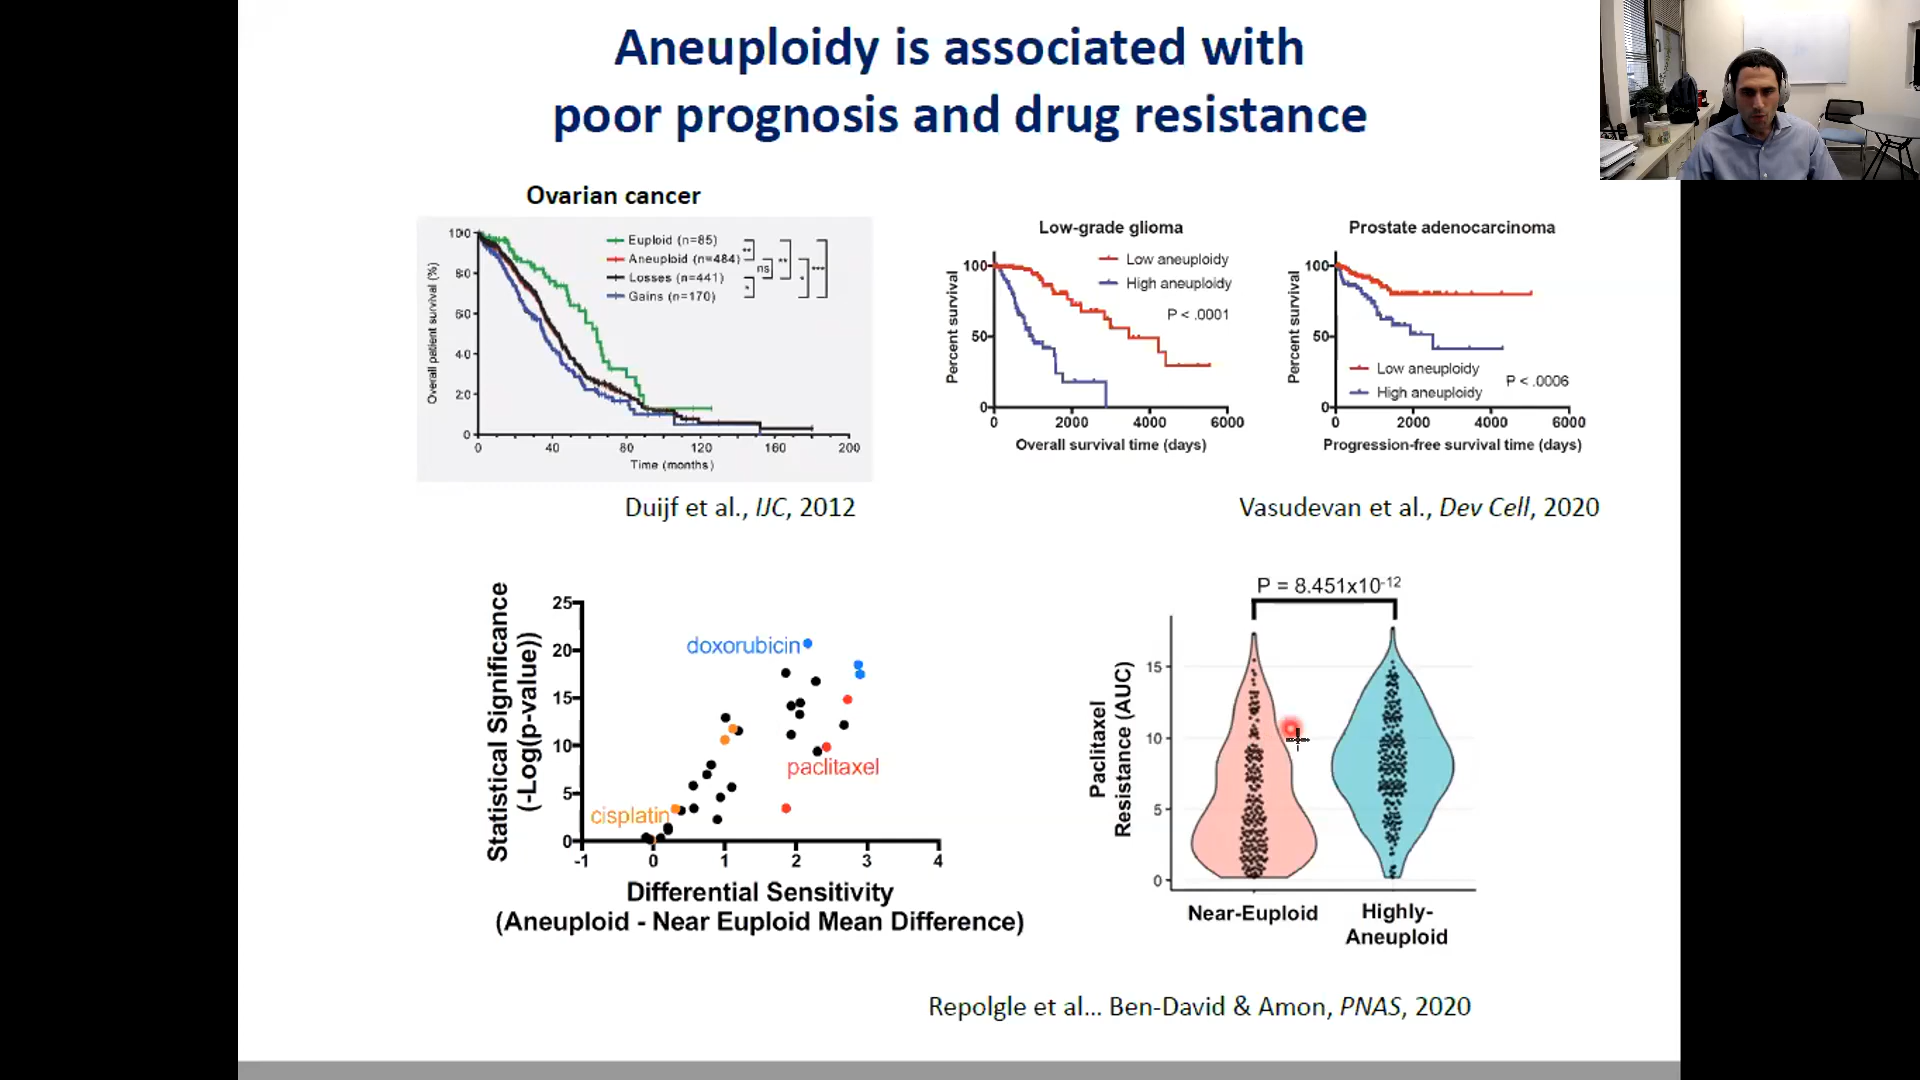 Aneuploidy is associated with
poor prognosis and drug resistance
Ovarian cancer
Overall patient survival (%)
100
80
60
40
20
0
Euploid (n=85)
Aneuploid (n=484)
Losses (n=441)
Gains (n=170)
**
ns
*
**
*
***
0
40
80
120
160
200
Time (months)
Duijf et al., IJC, 2012
Low-grade glioma
Percent survival
100
50
0
Low aneuploidy
High aneuploidy
P < .0001
0
2000
4000
6000
Overall survival time (days)
Prostate adenocarcinoma
Percent survival
100
50
0
Low aneuploidy
High aneuploidy
P < .0006
0
2000
4000
6000
Progression-free survival time (days)
Vasudevan et al., Dev Cell, 2020
Statistical Significance
(-Log(p-value))
25
20
15
10
5
0
doxorubicin
paclitaxel
cisplatin
-1
0
1
2
3
4
Differential Sensitivity
(Aneuploid - Near Euploid Mean Difference)
P = 8.451x10-12
Paclitaxel
Resistance (AUC)
15
10
5
0
Near-Euploid
Highly-
Aneuploid
Repolgle et al... Ben-David & Amon, PNAS, 2020